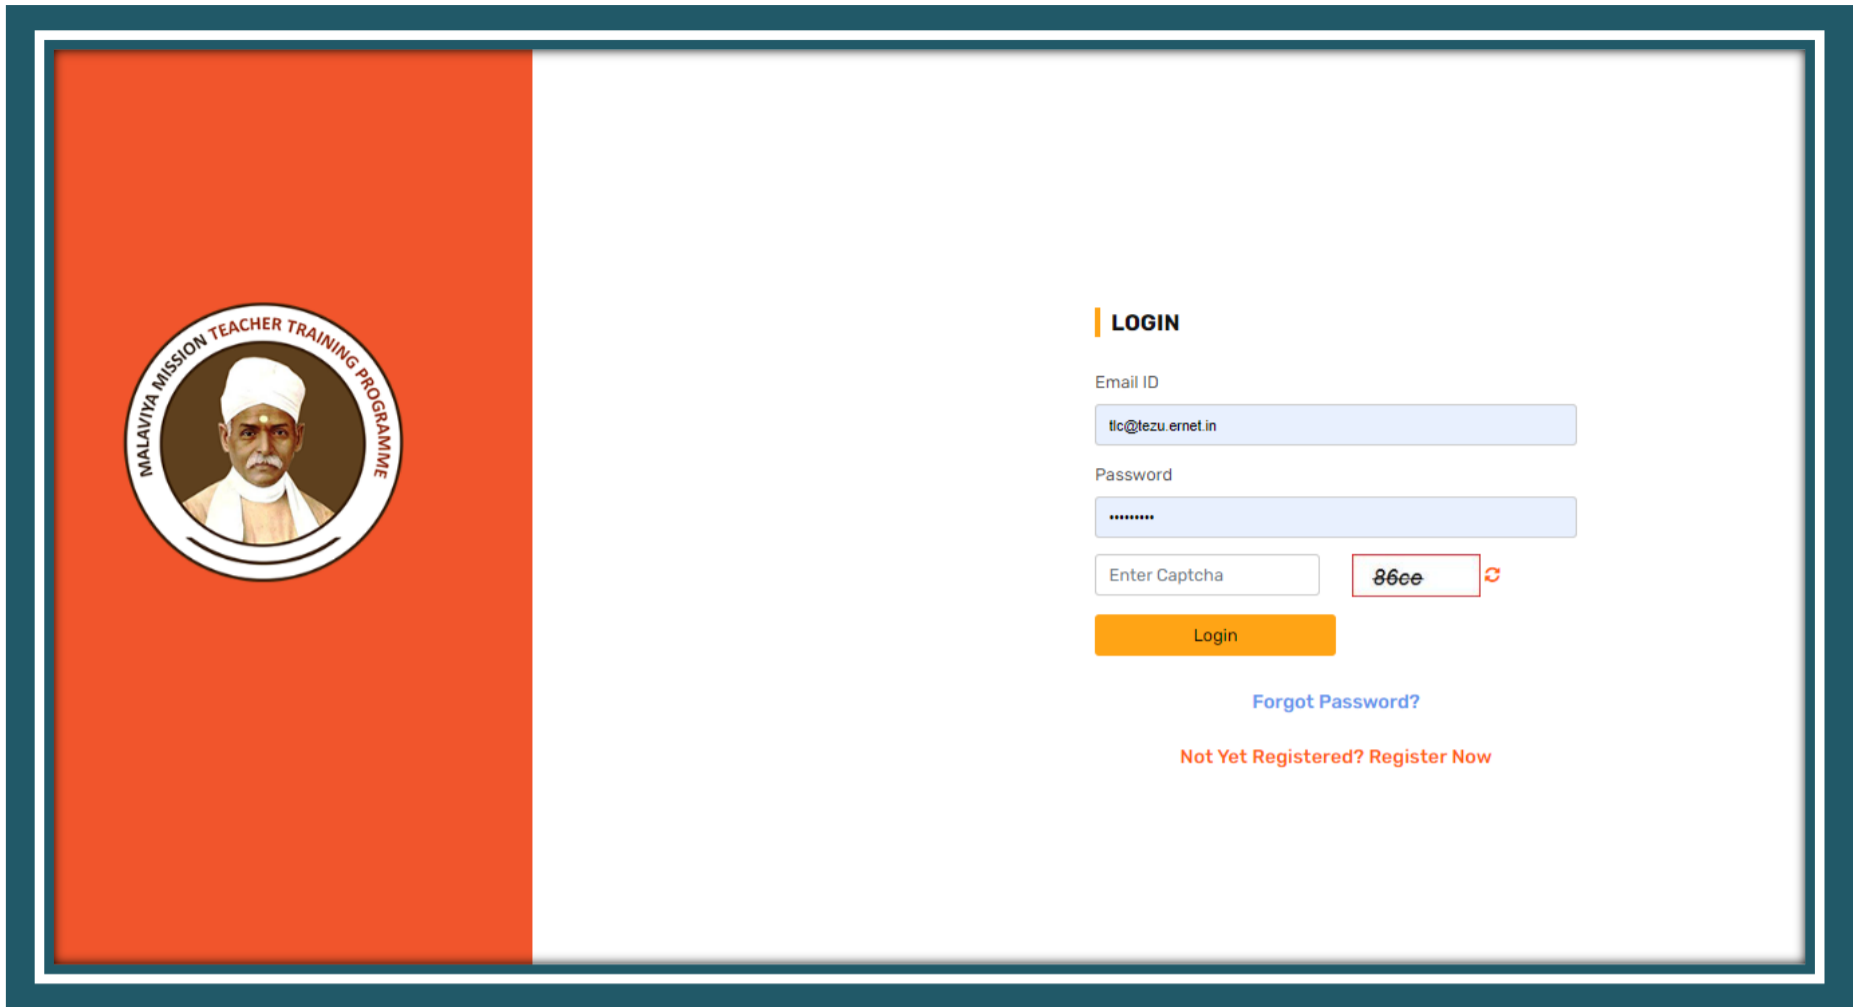 MALAVIYA MISSION TEACHER TRAINING PROGRAMME
LOGIN
Email ID
tlc@tezu.ernet.in
Password
•••••••••
Enter Captcha
86ce
Login
Forgot Password?
Not Yet Registered? Register Now